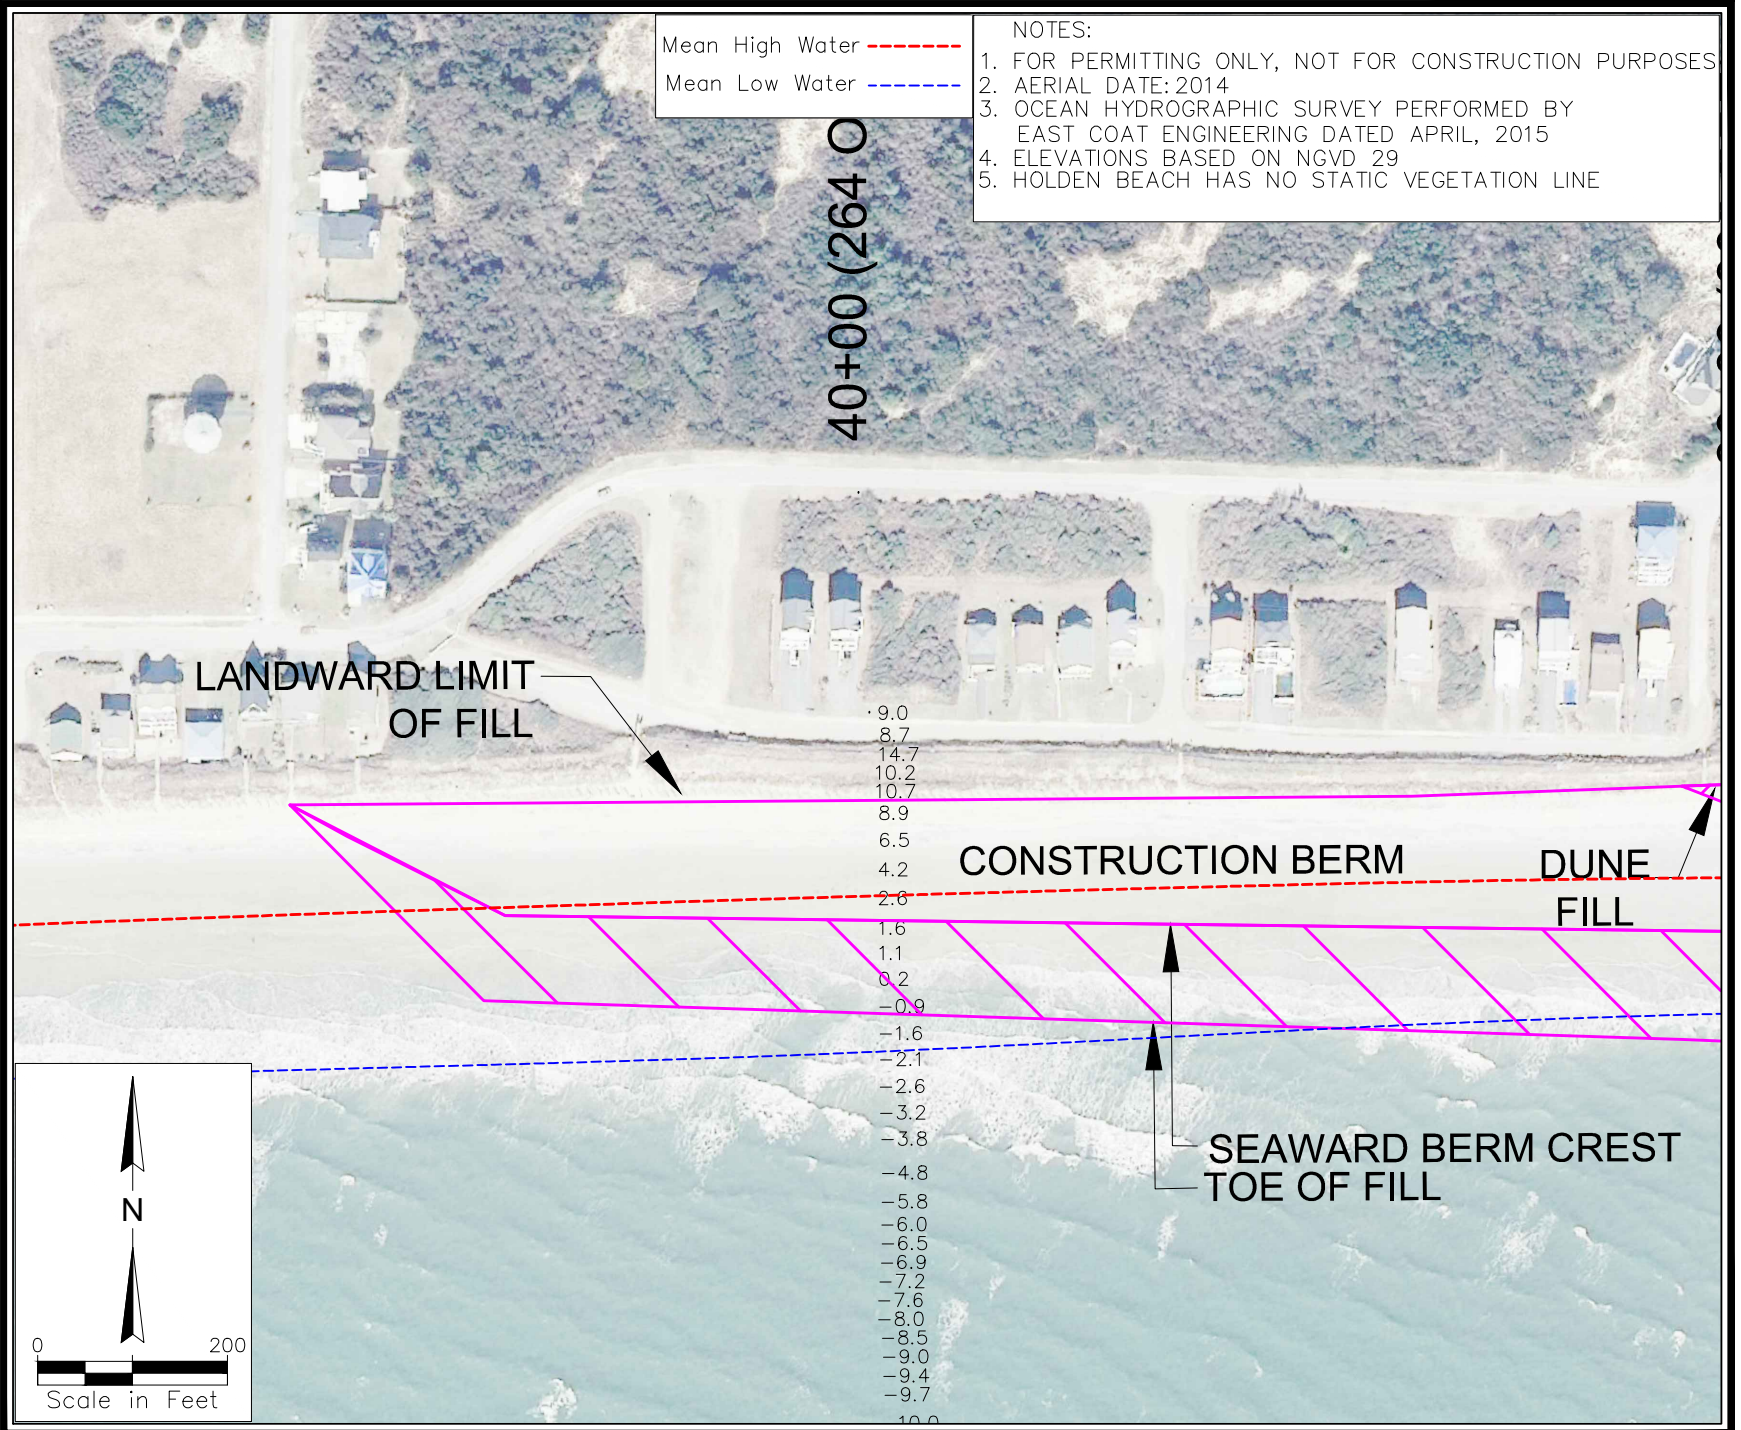 Mean High Water
Mean Low Water
NOTES:
1. FOR PERMITTING ONLY, NOT FOR CONSTRUCTION PURPOSES
2. AERIAL DATE: 2014
3. OCEAN HYDROGRAPHIC SURVEY PERFORMED BY
EAST COAT ENGINEERING DATED APRIL, 2015
4. ELEVATIONS BASED ON NGVD 29
5. HOLDEN BEACH HAS NO STATIC VEGETATION LINE
40+00 (264 O
LANDWARD LIMIT
OF FILL
9.0
8.7
14.7
10.2
10.7
8.9
6.5
4.2
2.6
1.6
1.1
0.2
-0.9
-1.6
-2.1
-2.6
-3.2
-3.8
-4.8
-5.8
-6.0
-6.5
-6.9
-7.2
-7.6
-8.0
-8.5
-9.0
-9.4
-9.7
CONSTRUCTION BERM
DUNE
FILL
SEAWARD BERM CREST
TOE OF FILL
N
0 200
Scale in Feet